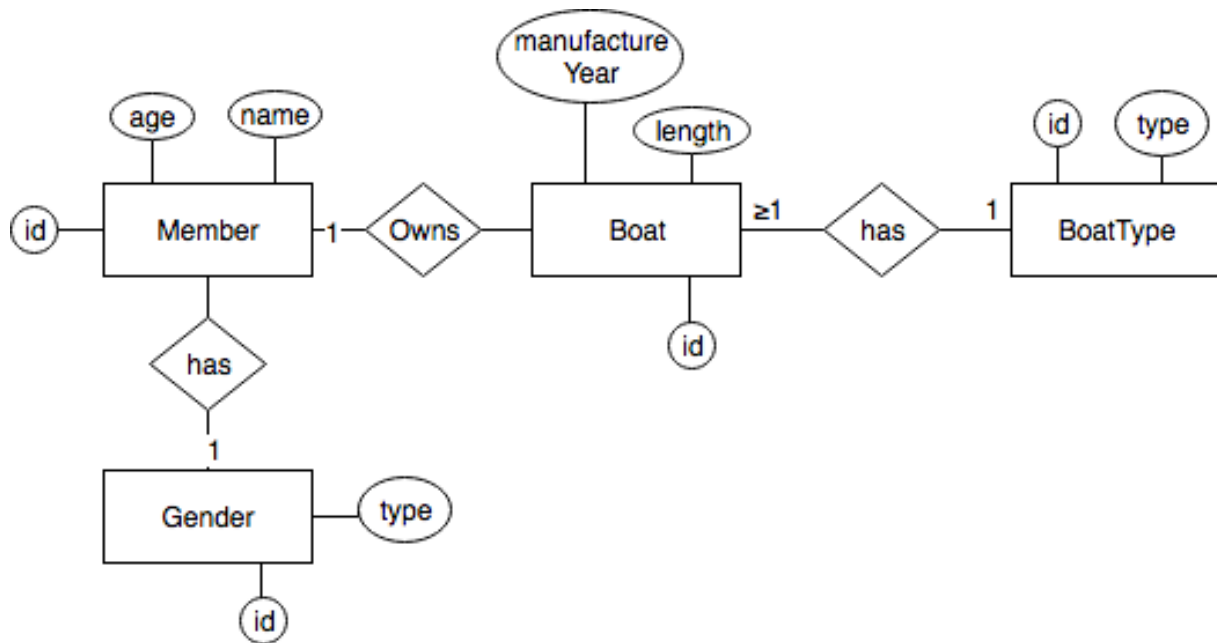 manufacture
Year
age
name
length
id
type
id
Member
1
Owns
Boat
≥1
has
1
BoatType
id
has
1
Gender
type
id